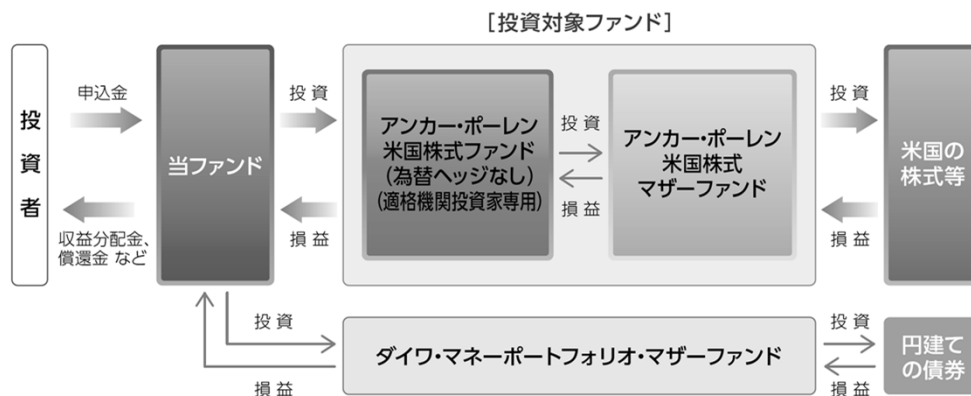 ［投資対象ファンド］
投資者
申込金
収益分配金、
償還金 など
当ファンド
投 資
損 益
アンカー・ポーレン
米国株式ファンド
（為替ヘッジなし）
（適格機関投資家専用）
投 資
損 益
アンカー・ポーレン
米国株式
マザーファンド
投 資
損 益
米国の
株式等
投 資
損 益
ダイワ・マネーポートフォリオ・マザーファンド
投 資
損 益
円建て
の債券